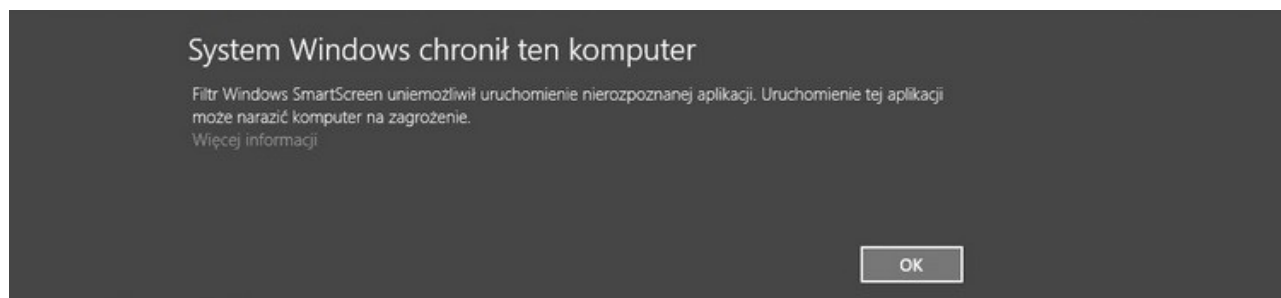 System Windows chronił ten komputer
Filtr Windows SmartScreen uniemożliwił uruchomienie nierozpoznanej aplikacji. Uruchomienie tej aplikacji
może narazić komputer na zagrożenie.
Więcej informacji
OK